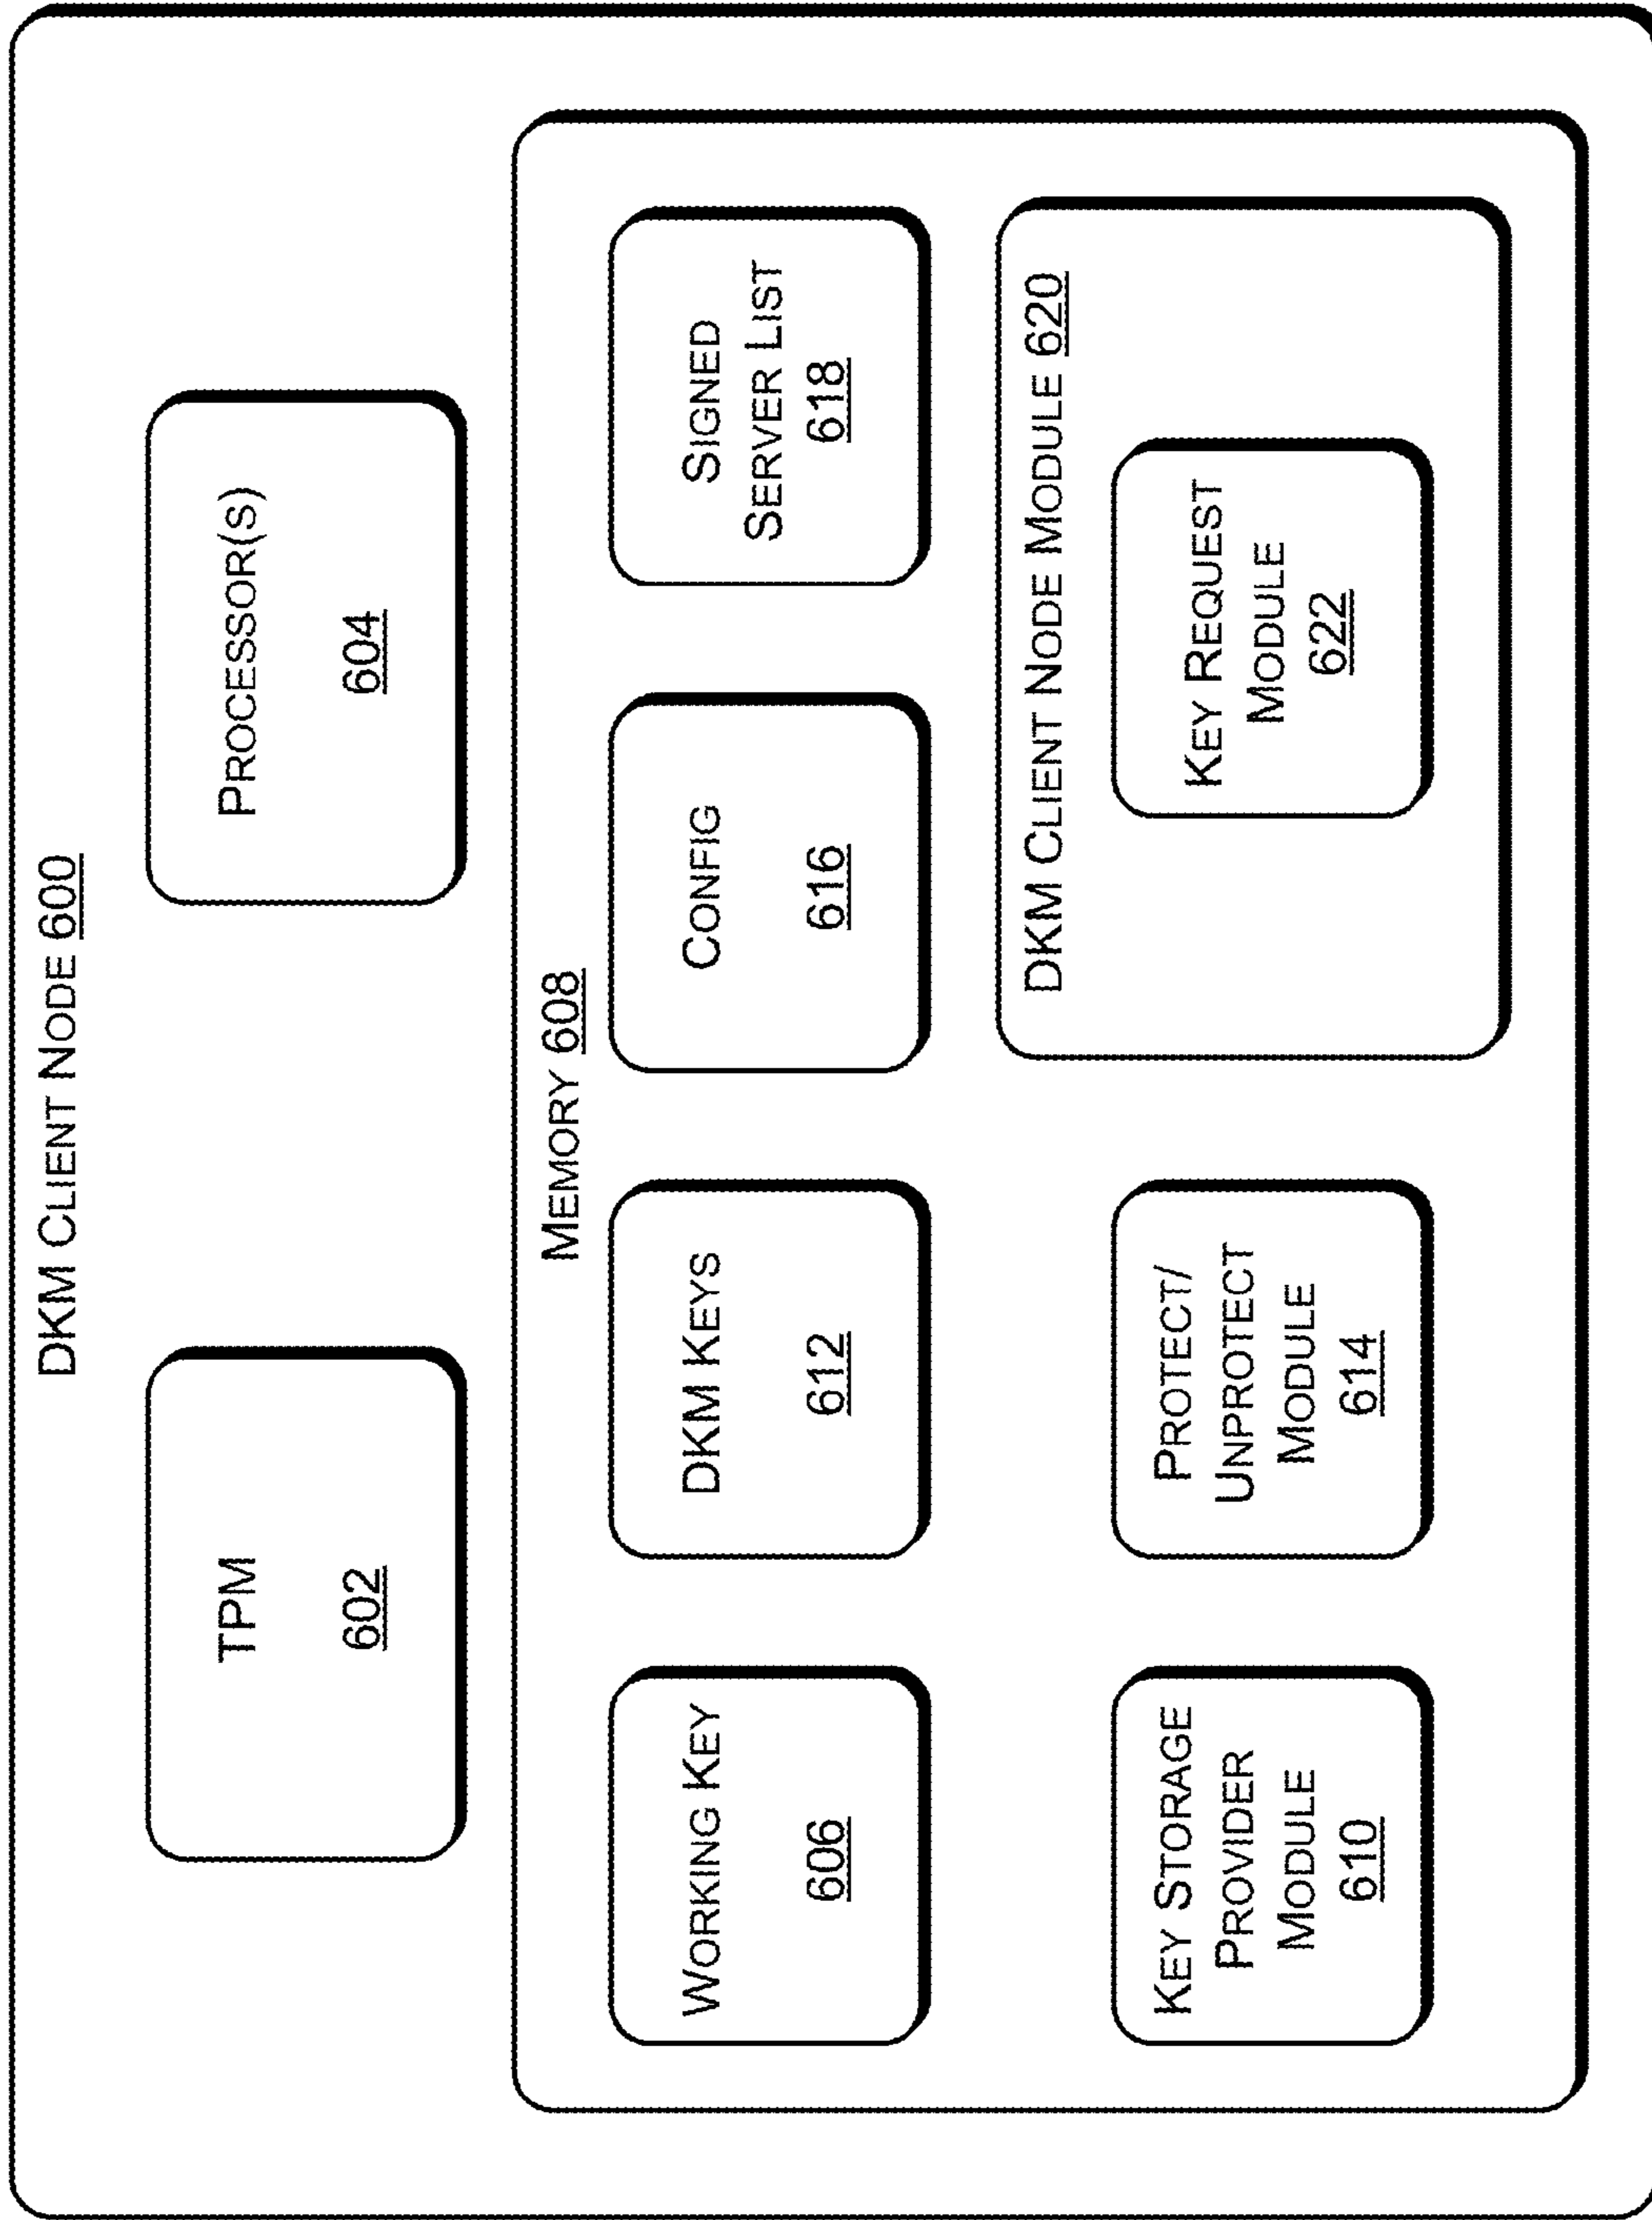 DKM CLIENT NODE 600
TPM
602
PROCESSOR(S)
604
MEMORY 608
WORKING KEY
606
DKM KEYS
612
CONFIG
616
SIGNED
SERVER LIST
618
KEY STORAGE
PROVIDER
MODULE
610
PROTECT/
UNPROTECT
MODULE
614
DKM CLIENT NODE MODULE 620
KEY REQUEST
MODULE
622